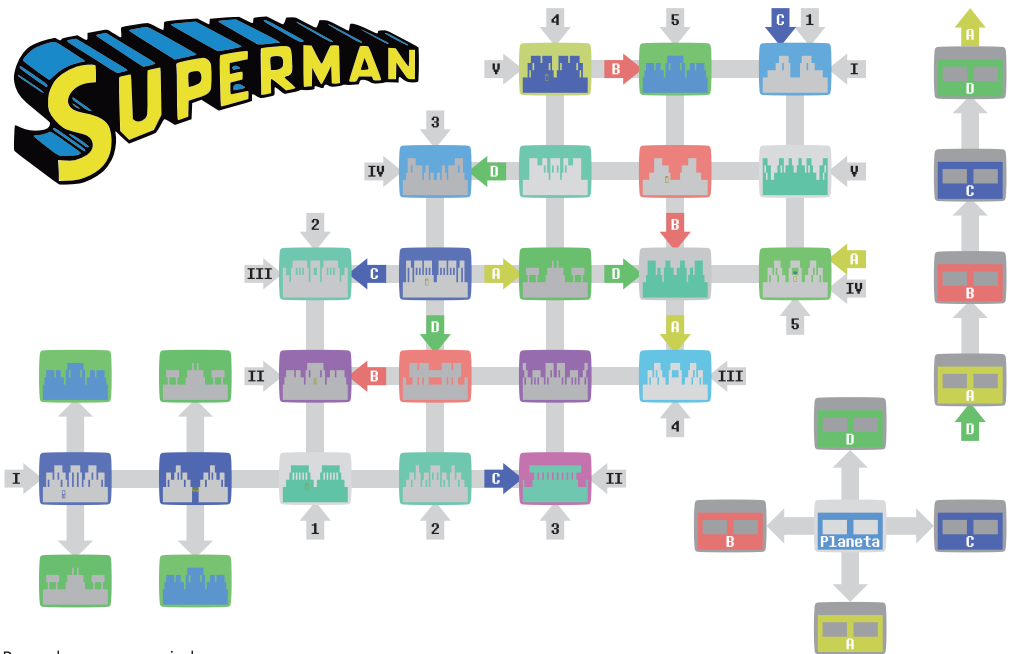 SUPERMAN
4 5 C 1 A
V B I D
3
IV D V C
2
III C A D A B
IV
D A 5
II B III A
4 D
D
I C II
B Planeta C
1 2 3
A
B